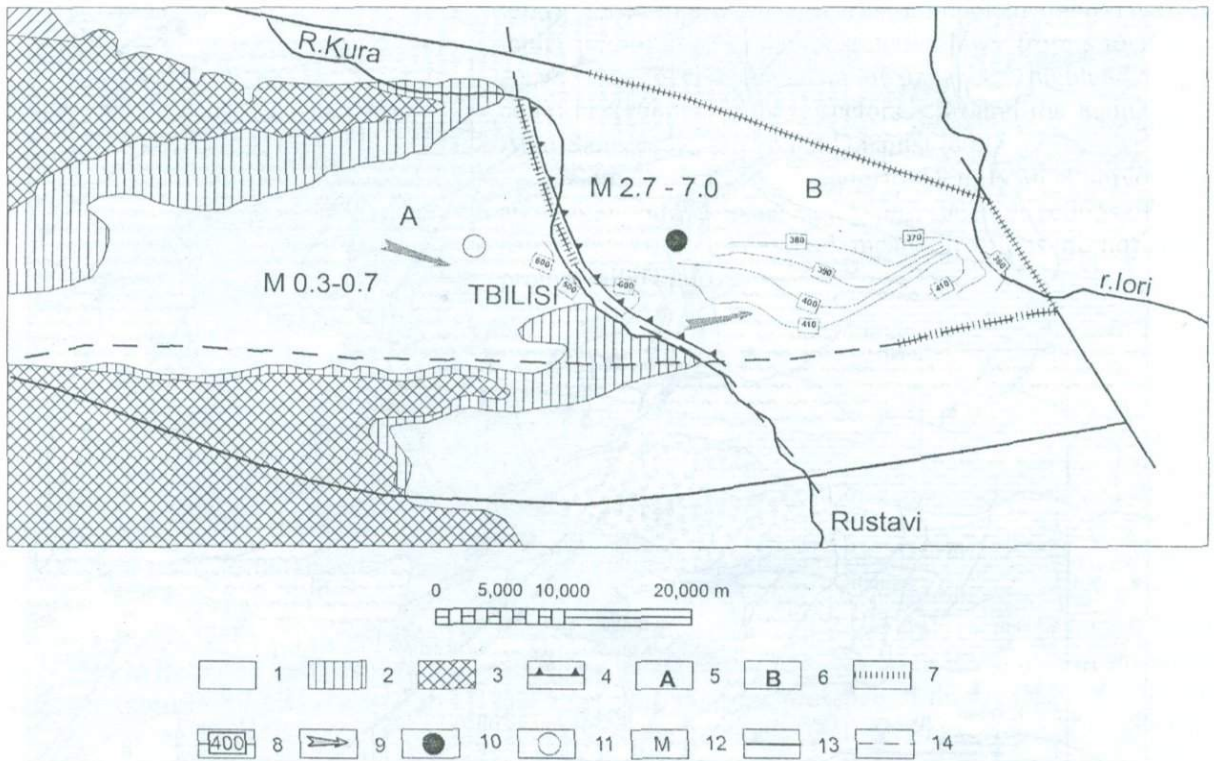 R.Kura
M 2.7 - 7.0
B
A
380
370
390
r.Iori
600
M 0.3-0.7
TBILISI
500
600
400
410
410
Rustavi
0 5,000 10,000 20,000 m
1 2 3 4 A 5 B 6 7
400 8 9 10 11 M 12 13 14